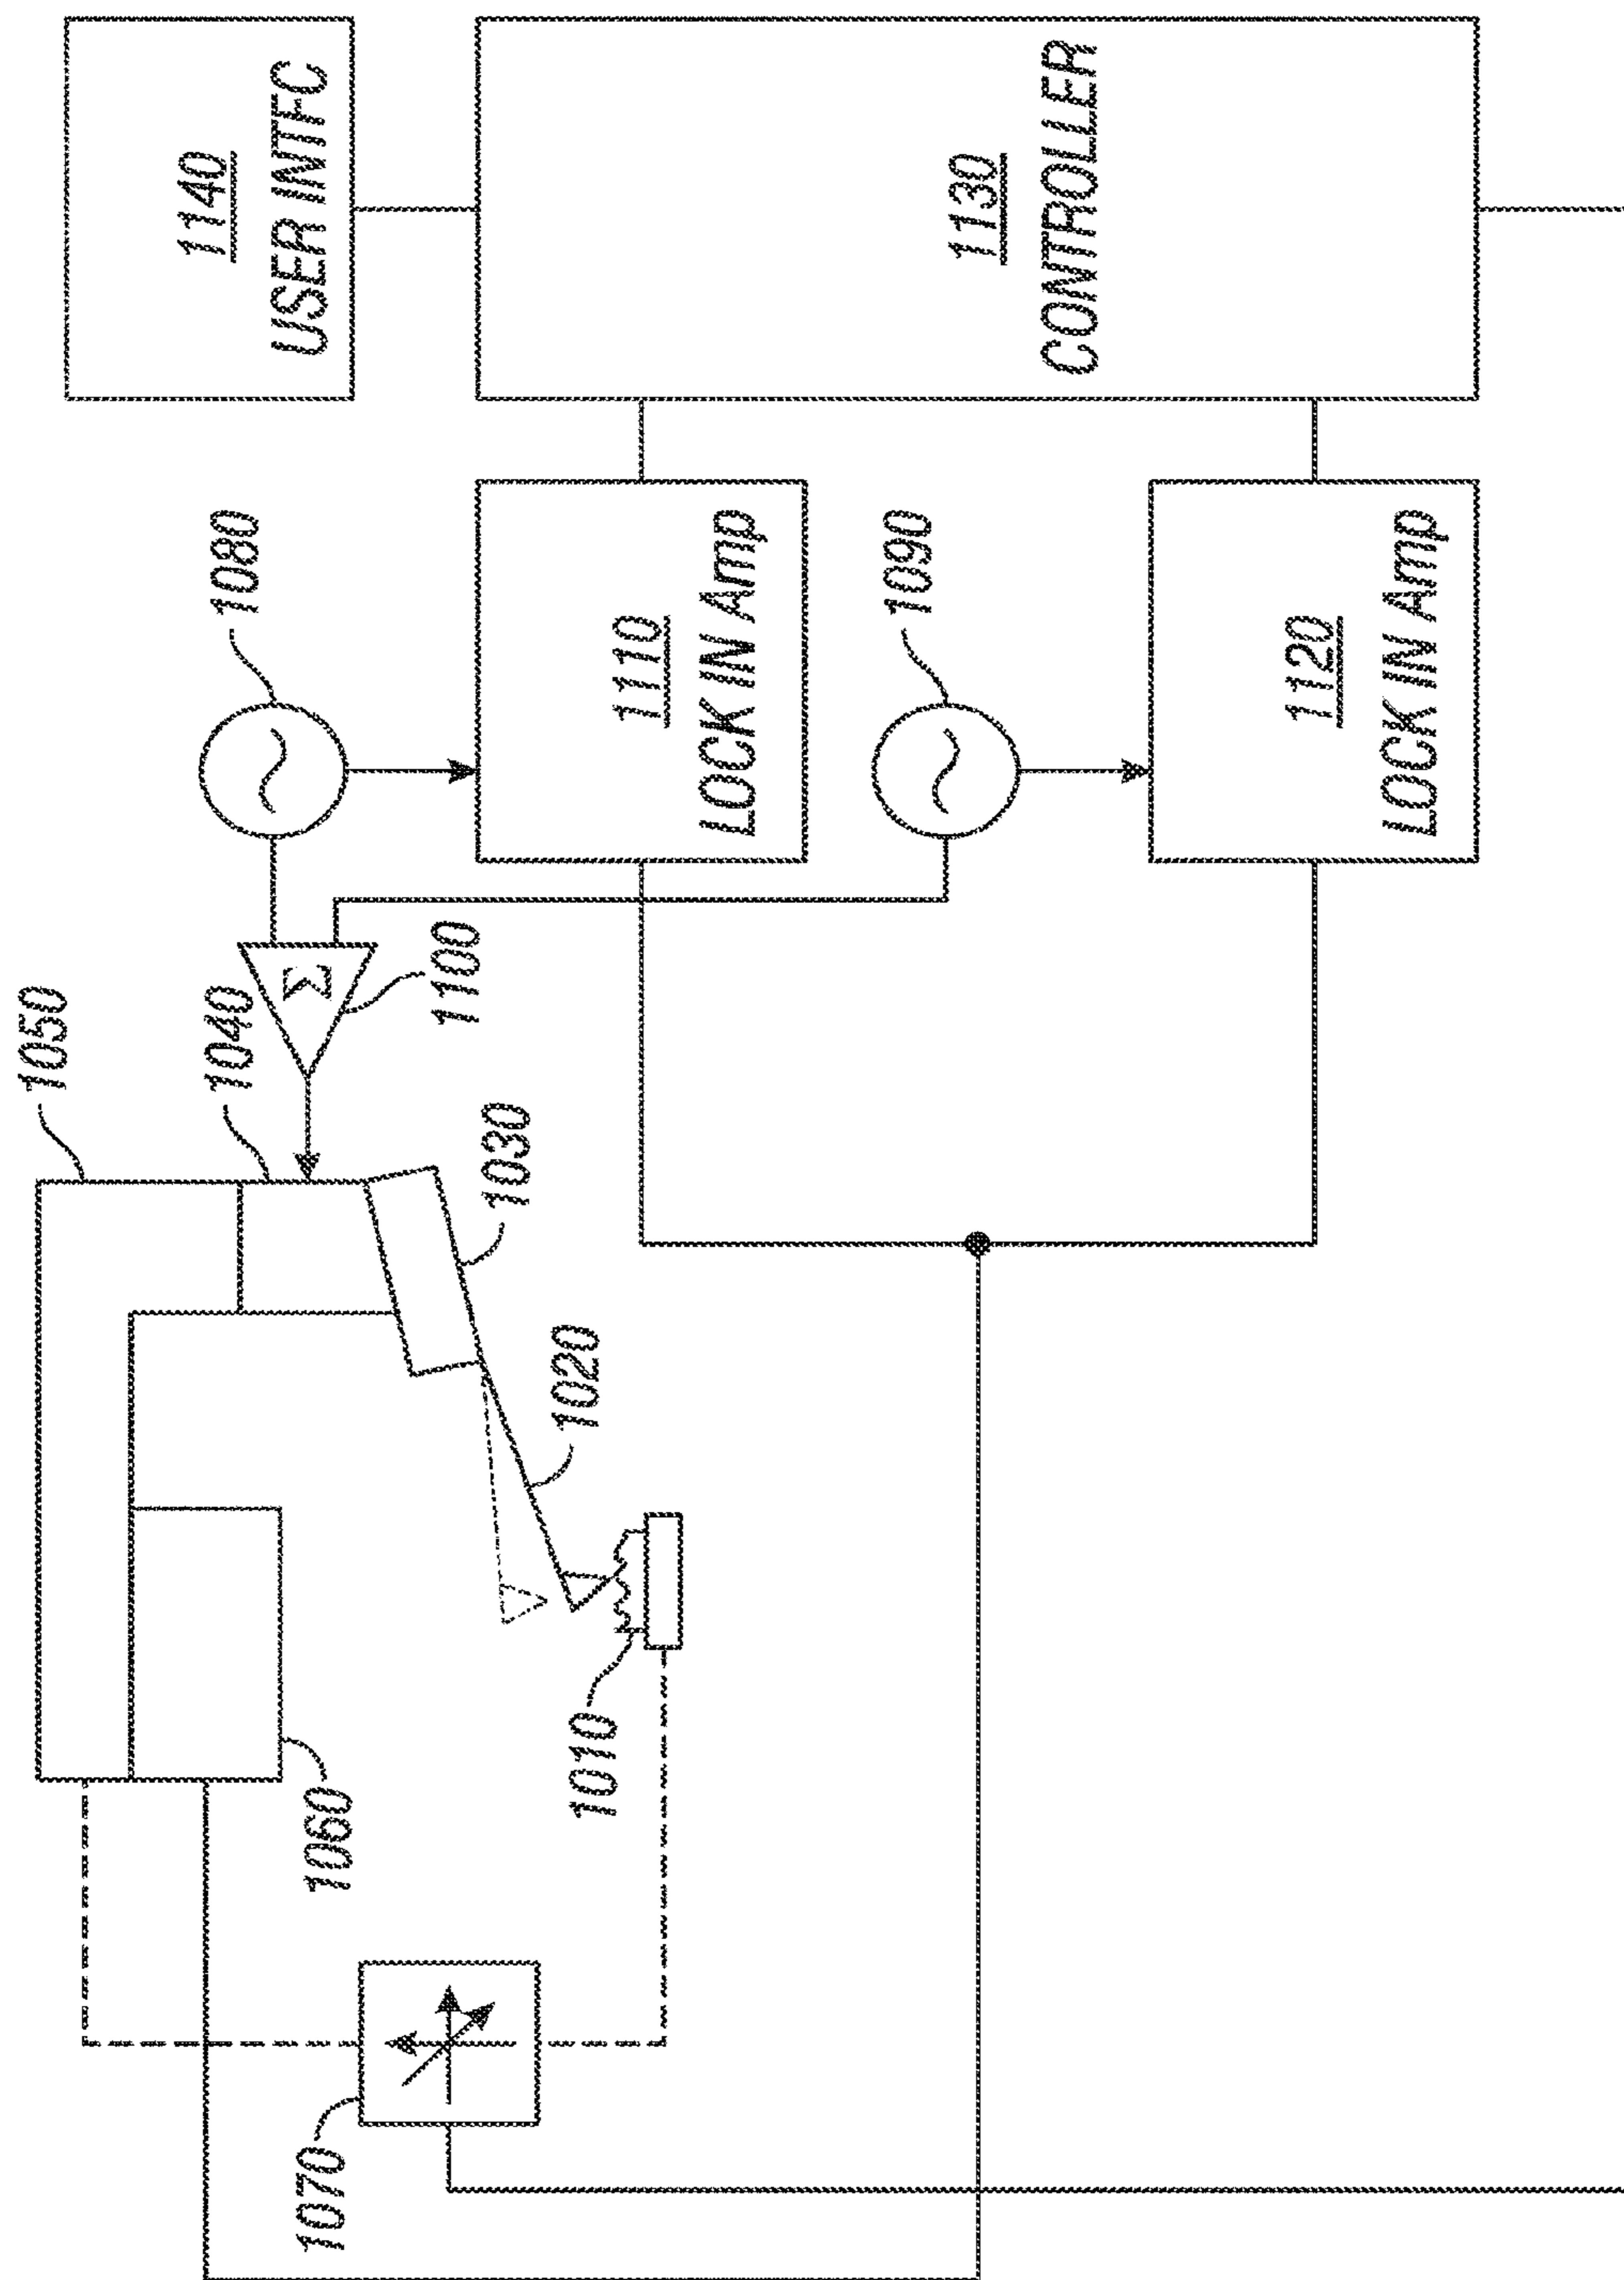 1050
1040
1080
1140
USER INTFC
1070
1060
Σ
1100
1030
1020
1010
1110
LOCK IN Amp
1090
1130
CONTROLLER
1120
LOCK IN Amp